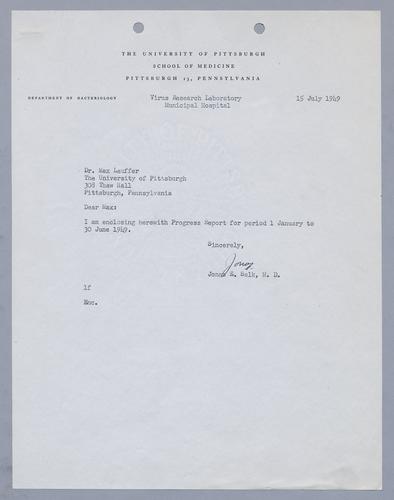 THE UNIVERSITY OF PITTSBURGH
SCHOOL OF MEDICINE
PITTSBURGH 13, PENNSYLVANIA
DEPARTMENT OF BACTERIOLOGY
Virus Research Laboratory
Municipal Hospital
15 July 1949
Dr. Max Lauffer
The University of Pittsburgh
308 Thaw Hall
Pittsburgh, Pennsylvania
Dear Max:
I am enclosing herewith Progress Report for period 1 January to
30 June 1949.
Sincerely,
Jonas
Jonas E. Salk, M. D.
lf
Enc.